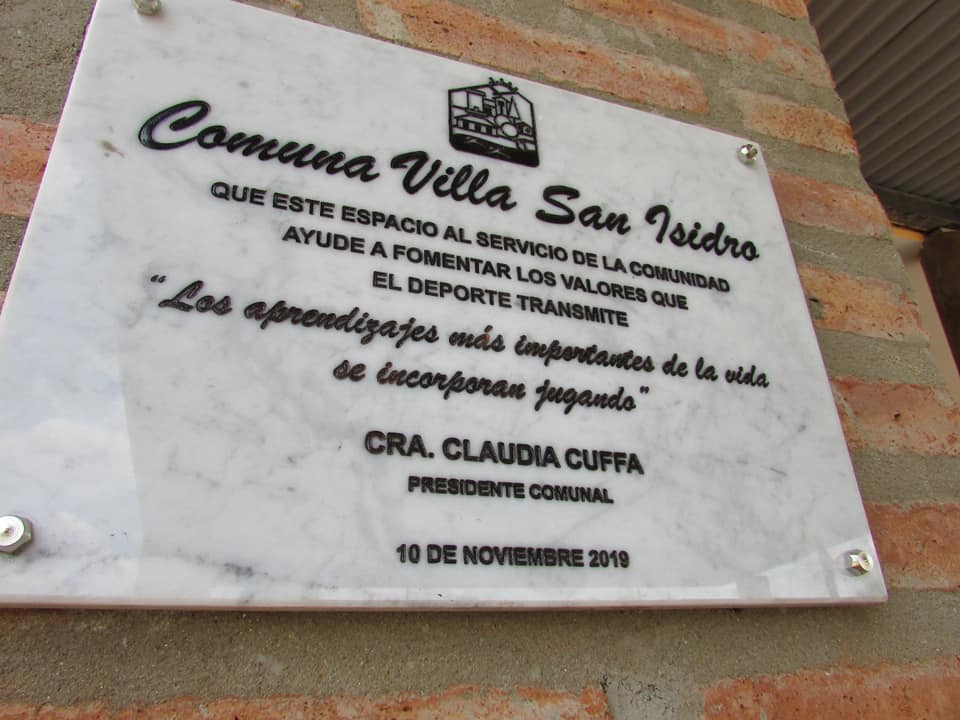 Comuna Villa San Isidro
QUE ESTE ESPACIO AL SERVICIO DE LA COMUNIDAD
AYUDE A FOMENTAR LOS VALORES QUE
EL DEPORTE TRANSMITE
“Los aprendizajes más importantes de la vida
se incorporan jugando”
CRA. CLAUDIA CUFFA
PRESIDENTE COMUNAL
10 DE NOVIEMBRE 2019